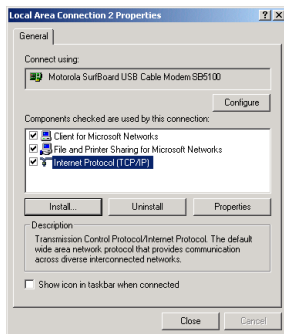 Local Area Connection 2 Properties
General
Connect using:
Motorola SurfBoard USB Cable Modem SB5100
Configure
Components checked are used by this connection:
Client for Microsoft Networks
File and Printer Sharing for Microsoft Networks
Internet Protocol (TCP/IP)
Install... Uninstall Properties
Description
Transmission Control Protocol/Internet Protocol. The default
wide area network protocol that provides communication
across diverse interconnected networks.
Show icon in taskbar when connected
Close Cancel